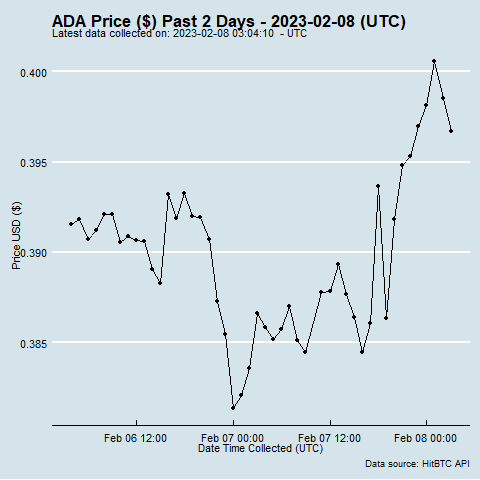 ADA Price ($) Past 2 Days - 2023-02-08 (UTC)
Latest data collected on: 2023-02-08 03:04:10 - UTC
0.400
0.395
0.390
0.385
Price USD ($)
Feb 06 12:00
Feb 07 00:00
Feb 07 12:00
Feb 08 00:00
Date Time Collected (UTC)
Data source: HitBTC API